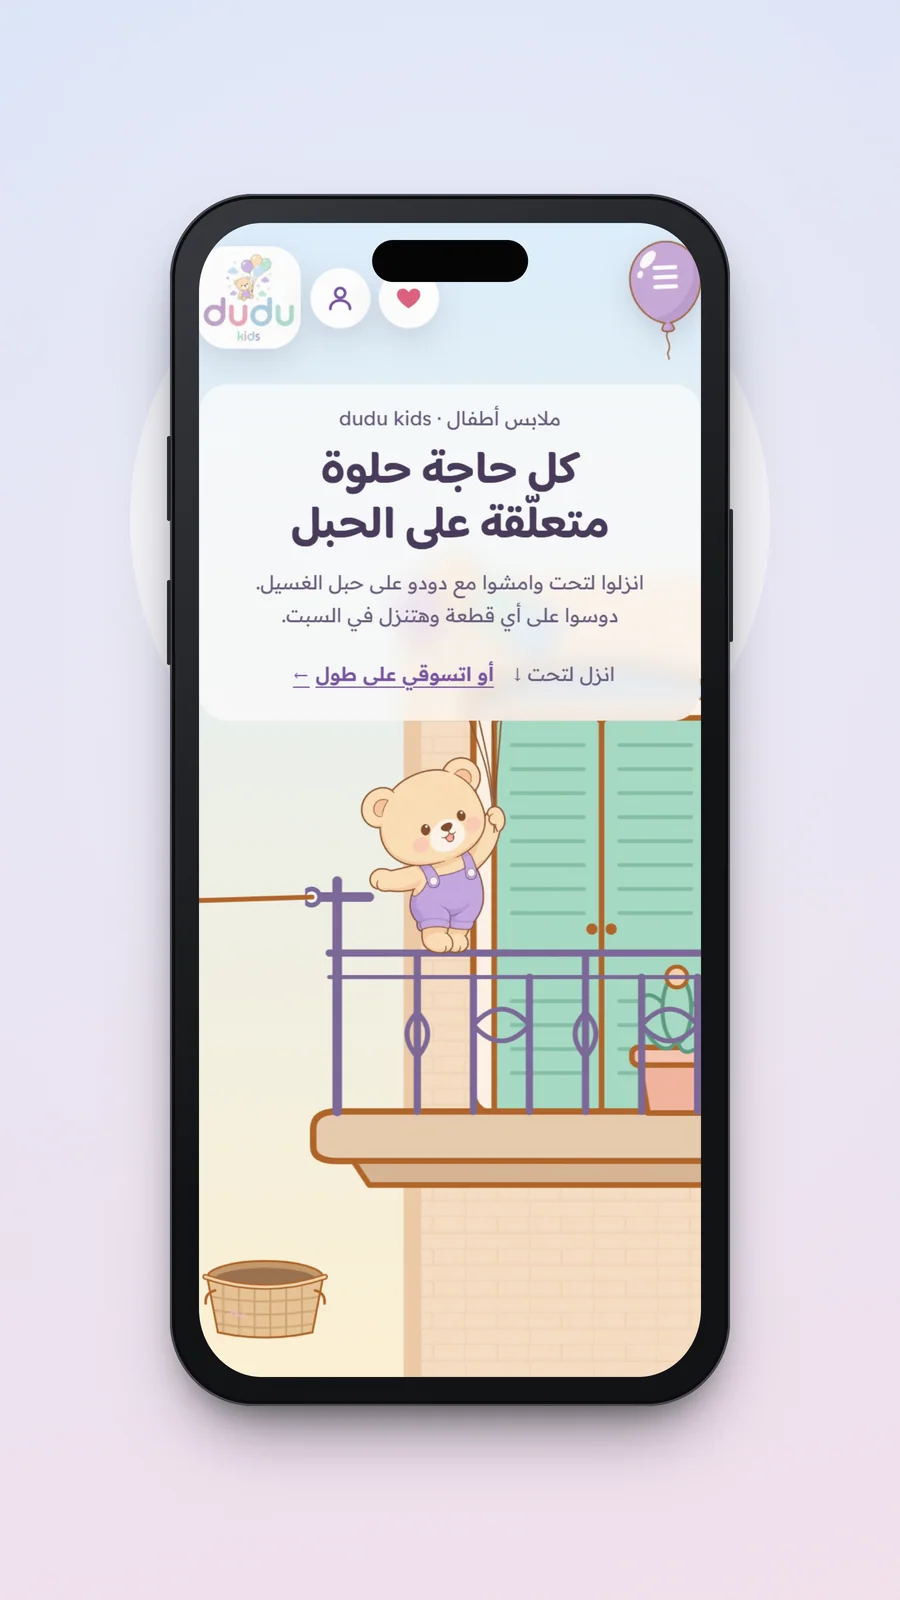 dudu
kids
ملابس أطفال · dudu kids
كل حاجة حلوة
متعلّقة على الحبل
انزلوا لتحت وامشوا مع دودو على حبل الغسيل.
دوسوا على أي قطعة وهتنزل في السبت.
انزل لتحت ↓ أو اتسوقي على طول ←